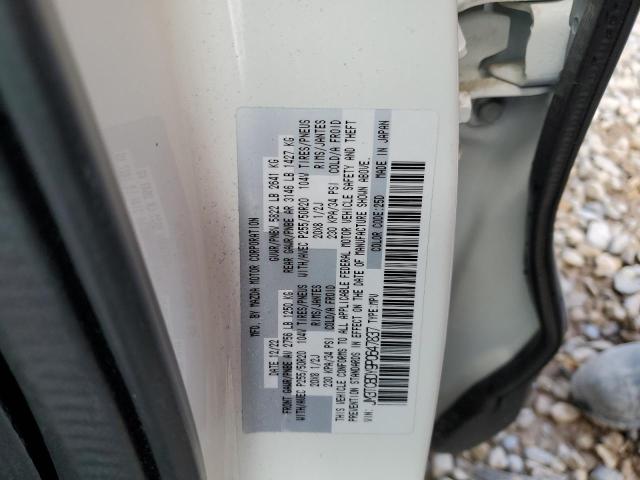 MFD. BY MAZDA MOTOR CORPORATION
DATE: 12/22 GVWR/PNBV 5822 LB 2641 KG
FRONT GAWR/PNBE AV 2756 LB 1250 KG REAR GAWR/PNBE AR 3146 LB 1427 KG
WITH/AVEC P255/50R20 104V TIRES/PNEUS WITH/AVEC P255/50R20 104V TIRES/PNEUS
20X8 1/2J RIMS/JANTES 20X8 1/2J RIMS/JANTES
230 KPA/34 PSI COLD/A FROID 230 KPA/34 PSI COLD/A FROID
THIS VEHICLE CONFORMS TO ALL APPLICABLE FEDERAL MOTOR VEHICLE SAFETY AND THEFT
PREVENTION STANDARDS IN EFFECT ON THE DATE OF MANUFACTURE SHOWN ABOVE.
VIN: JM3TCBDY9P0647837 TYPE: MPV COLOR CODE: 25D MADE IN JAPAN